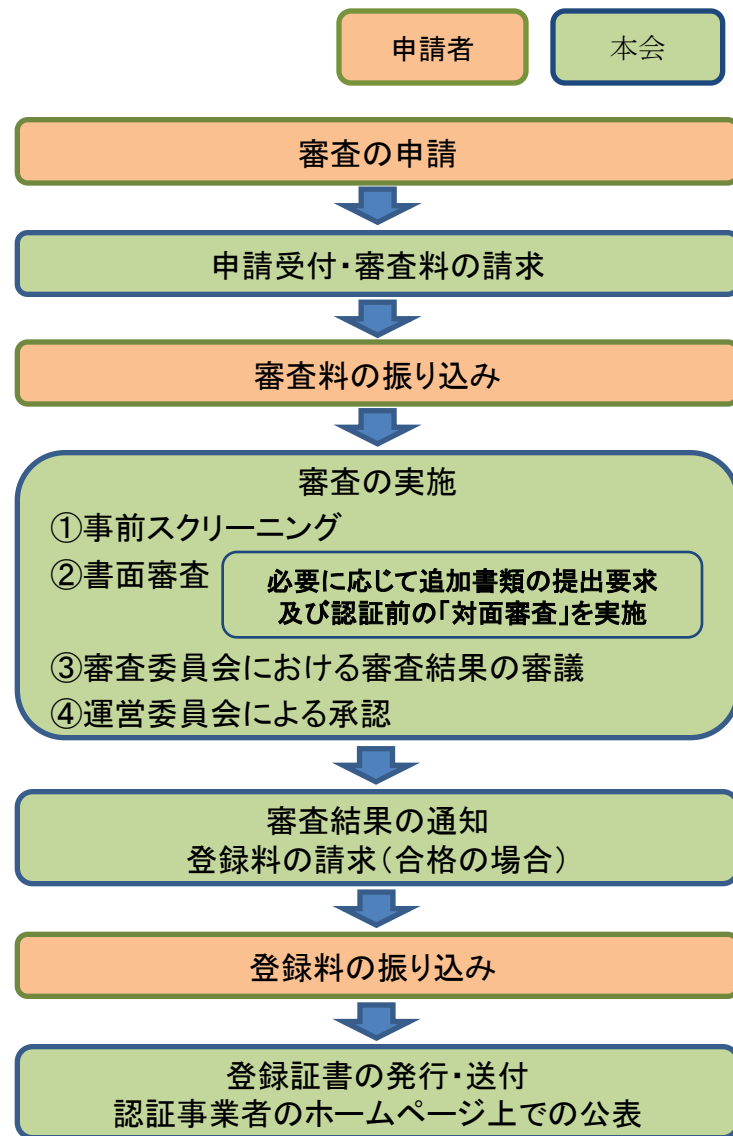 申請者
本会
審査の申請
申請受付・審査料の請求
審査料の振り込み
審査の実施
①事前スクリーニング
②書面審査
必要に応じて追加書類の提出要求
及び認証前の「対面審査」を実施
③審査委員会における審査結果の審議
④運営委員会による承認
審査結果の通知
登録料の請求(合格の場合)
登録料の振り込み
登録証書の発行・送付
認証事業者のホームページ上での公表